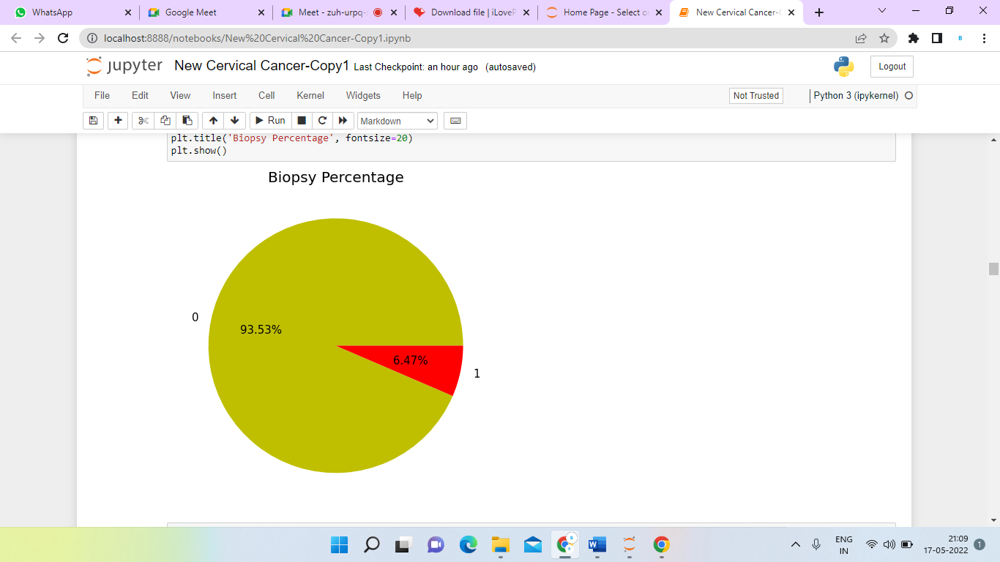 WhatsApp
Google Meet
Meet - zuh-urpq-
Download file | iLoveP
Home Page - Select o
New Cervical Cancer-
localhost:8888/notebooks/New%20Cervical%20Cancer-Copy1.ipynb
B
jupyter New Cervical Cancer-Copy1 Last Checkpoint: an hour ago (autosaved)
Logout
File Edit View Insert Cell Kernel Widgets Help
Not Trusted
Python 3 (ipykernel)
Run
Markdown
plt.title('Biopsy Percentage', fontsize=20)
plt.show()
Biopsy Percentage
0
93.53%
6.47%
1
ENG
IN
21:09
17-05-2022
1